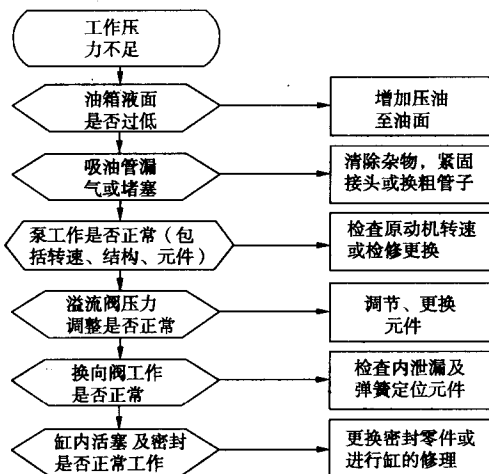 工作压
力不足
油箱液面
是否过低
增加压油
至油面
吸油管漏
气或堵塞
清除杂物，紧固
接头或换粗管子
泵工作是否正常（包
括转速、结构、元件）
检查原动机转速
或检修更换
溢流阀压力
调整是否正常
调节、更换
元件
换向阀工作
是否正常
检查内泄漏及
弹簧定位元件
缸内活塞及密封
是否正常工作
更换密封零件或
进行缸的修理